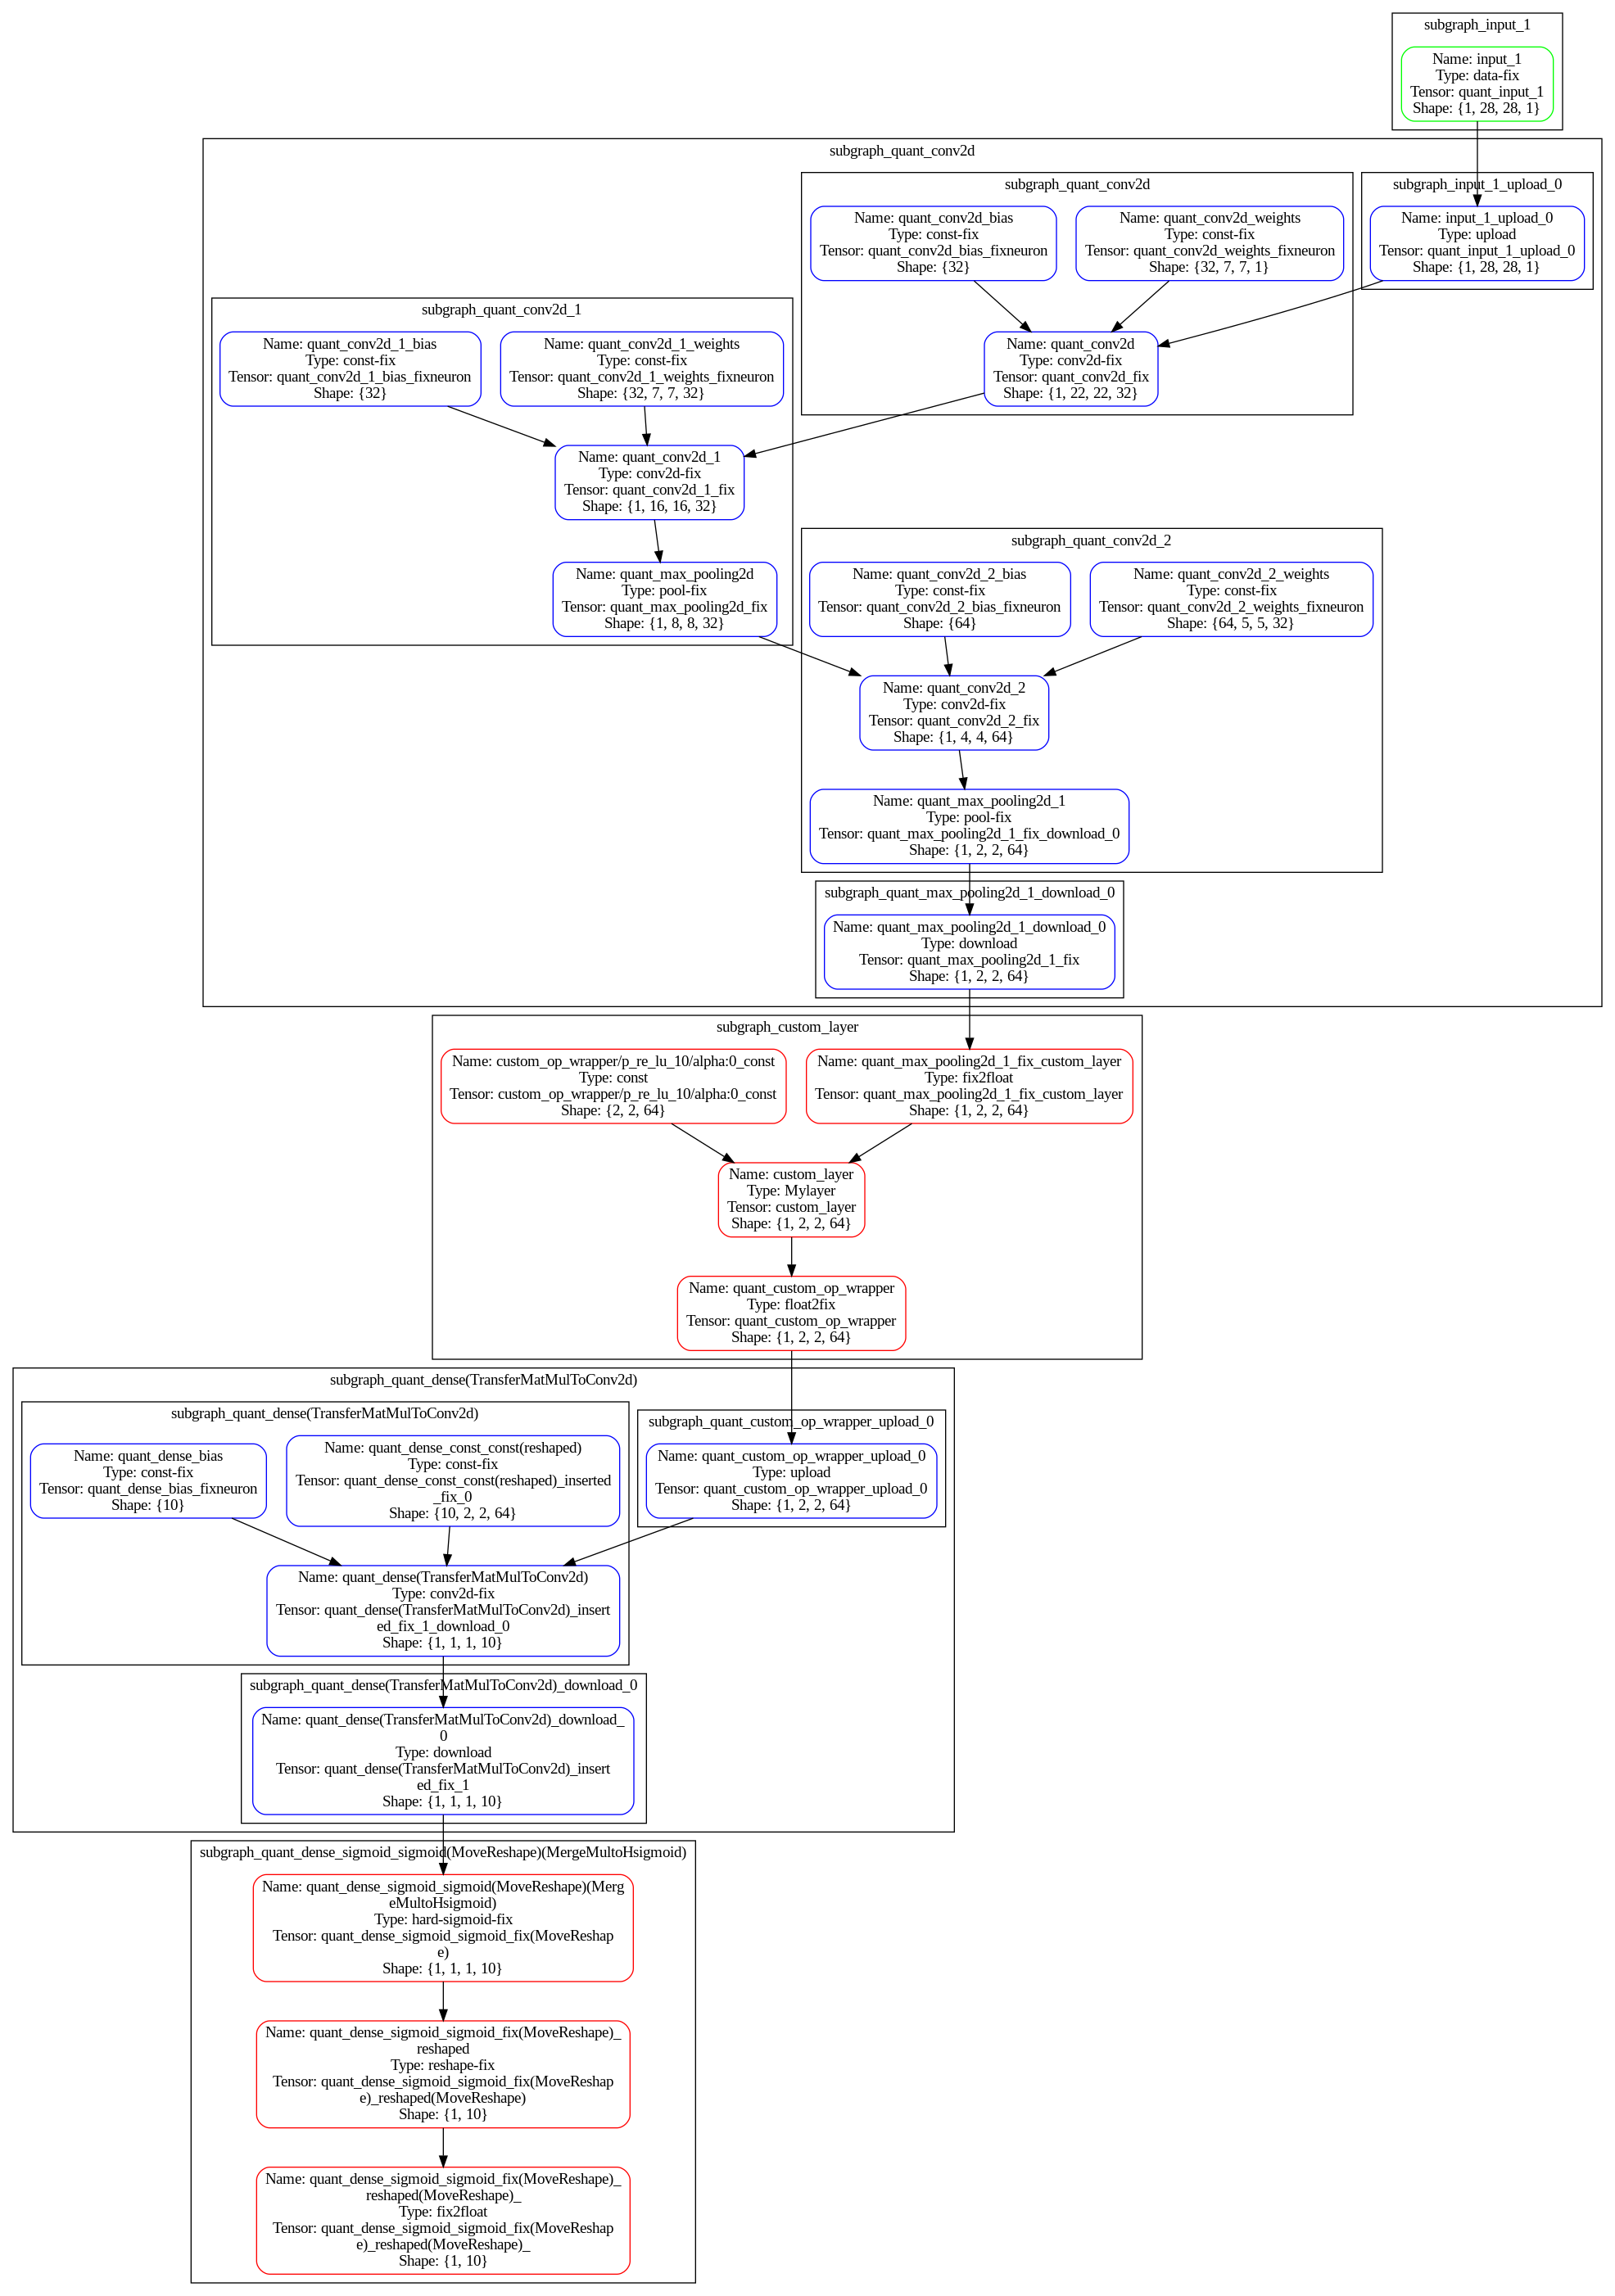 subgraph_input_1
Name: input_1
Type: data-fix
Tensor: quant_input_1
Shape: {1, 28, 28, 1}
subgraph_quant_conv2d
subgraph_input_1_upload_0
Name: input_1_upload_0
Type: upload
Tensor: quant_input_1_upload_0
Shape: {1, 28, 28, 1}
subgraph_quant_conv2d
Name: quant_conv2d_bias
Type: const-fix
Tensor: quant_conv2d_bias_fixneuron
Shape: {32}
Name: quant_conv2d_weights
Type: const-fix
Tensor: quant_conv2d_weights_fixneuron
Shape: {32, 7, 7, 1}
Name: quant_conv2d
Type: conv2d-fix
Tensor: quant_conv2d_fix
Shape: {1, 22, 22, 32}
subgraph_quant_conv2d_1
Name: quant_conv2d_1_bias
Type: const-fix
Tensor: quant_conv2d_1_bias_fixneuron
Shape: {32}
Name: quant_conv2d_1_weights
Type: const-fix
Tensor: quant_conv2d_1_weights_fixneuron
Shape: {32, 7, 7, 32}
Name: quant_conv2d_1
Type: conv2d-fix
Tensor: quant_conv2d_1_fix
Shape: {1, 16, 16, 32}
Name: quant_max_pooling2d
Type: pool-fix
Tensor: quant_max_pooling2d_fix
Shape: {1, 8, 8, 32}
subgraph_quant_conv2d_2
Name: quant_conv2d_2_bias
Type: const-fix
Tensor: quant_conv2d_2_bias_fixneuron
Shape: {64}
Name: quant_conv2d_2_weights
Type: const-fix
Tensor: quant_conv2d_2_weights_fixneuron
Shape: {64, 5, 5, 32}
Name: quant_conv2d_2
Type: conv2d-fix
Tensor: quant_conv2d_2_fix
Shape: {1, 4, 4, 64}
Name: quant_max_pooling2d_1
Type: pool-fix
Tensor: quant_max_pooling2d_1_fix_download_0
Shape: {1, 2, 2, 64}
subgraph_quant_max_pooling2d_1_download_0
Name: quant_max_pooling2d_1_download_0
Type: download
Tensor: quant_max_pooling2d_1_fix
Shape: {1, 2, 2, 64}
subgraph_custom_layer
Name: custom_op_wrapper/p_re_lu_10/alpha:0_const
Type: const
Tensor: custom_op_wrapper/p_re_lu_10/alpha:0_const
Shape: {2, 2, 64}
Name: quant_max_pooling2d_1_fix_custom_layer
Type: fix2float
Tensor: quant_max_pooling2d_1_fix_custom_layer
Shape: {1, 2, 2, 64}
Name: custom_layer
Type: Mylayer
Tensor: custom_layer
Shape: {1, 2, 2, 64}
Name: quant_custom_op_wrapper
Type: float2fix
Tensor: quant_custom_op_wrapper
Shape: {1, 2, 2, 64}
subgraph_quant_dense(TransferMatMulToConv2d)
subgraph_quant_dense(TransferMatMulToConv2d)
Name: quant_dense_bias
Type: const-fix
Tensor: quant_dense_bias_fixneuron
Shape: {10}
Name: quant_dense_const_const(reshaped)
Type: const-fix
Tensor: quant_dense_const_const(reshaped)_inserted
_fix_0
Shape: {10, 2, 2, 64}
subgraph_quant_custom_op_wrapper_upload_0
Name: quant_custom_op_wrapper_upload_0
Type: upload
Tensor: quant_custom_op_wrapper_upload_0
Shape: {1, 2, 2, 64}
Name: quant_dense(TransferMatMulToConv2d)
Type: conv2d-fix
Tensor: quant_dense(TransferMatMulToConv2d)_insert
ed_fix_1_download_0
Shape: {1, 1, 1, 10}
subgraph_quant_dense(TransferMatMulToConv2d)_download_0
Name: quant_dense(TransferMatMulToConv2d)_download_
0
Type: download
Tensor: quant_dense(TransferMatMulToConv2d)_insert
ed_fix_1
Shape: {1, 1, 1, 10}
subgraph_quant_dense_sigmoid_sigmoid(MoveReshape)(MergeMultoHsigmoid)
Name: quant_dense_sigmoid_sigmoid(MoveReshape)(Merg
eMultoHsigmoid)
Type: hard-sigmoid-fix
Tensor: quant_dense_sigmoid_sigmoid_fix(MoveReshap
e)
Shape: {1, 1, 1, 10}
Name: quant_dense_sigmoid_sigmoid_fix(MoveReshape)_
reshaped
Type: reshape-fix
Tensor: quant_dense_sigmoid_sigmoid_fix(MoveReshap
e)_reshaped(MoveReshape)
Shape: {1, 10}
Name: quant_dense_sigmoid_sigmoid_fix(MoveReshape)_
reshaped(MoveReshape)_
Type: fix2float
Tensor: quant_dense_sigmoid_sigmoid_fix(MoveReshap
e)_reshaped(MoveReshape)_
Shape: {1, 10}